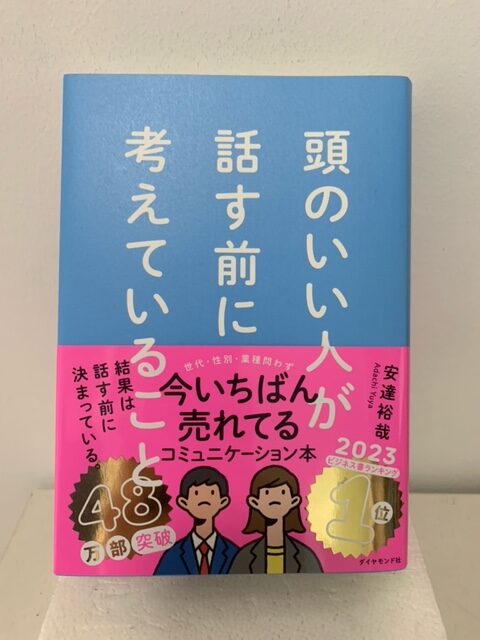 頭のいい人が
話す前に
考えていること
安達裕哉
Adachi Yuya
世代・性別・業種問わず
今いちばん
売れてる
コミュニケーション本
結果は
話す前に
決まっている。
48
万部突破
2023
ビジネス書ランキング
1位
ダイヤモンド社